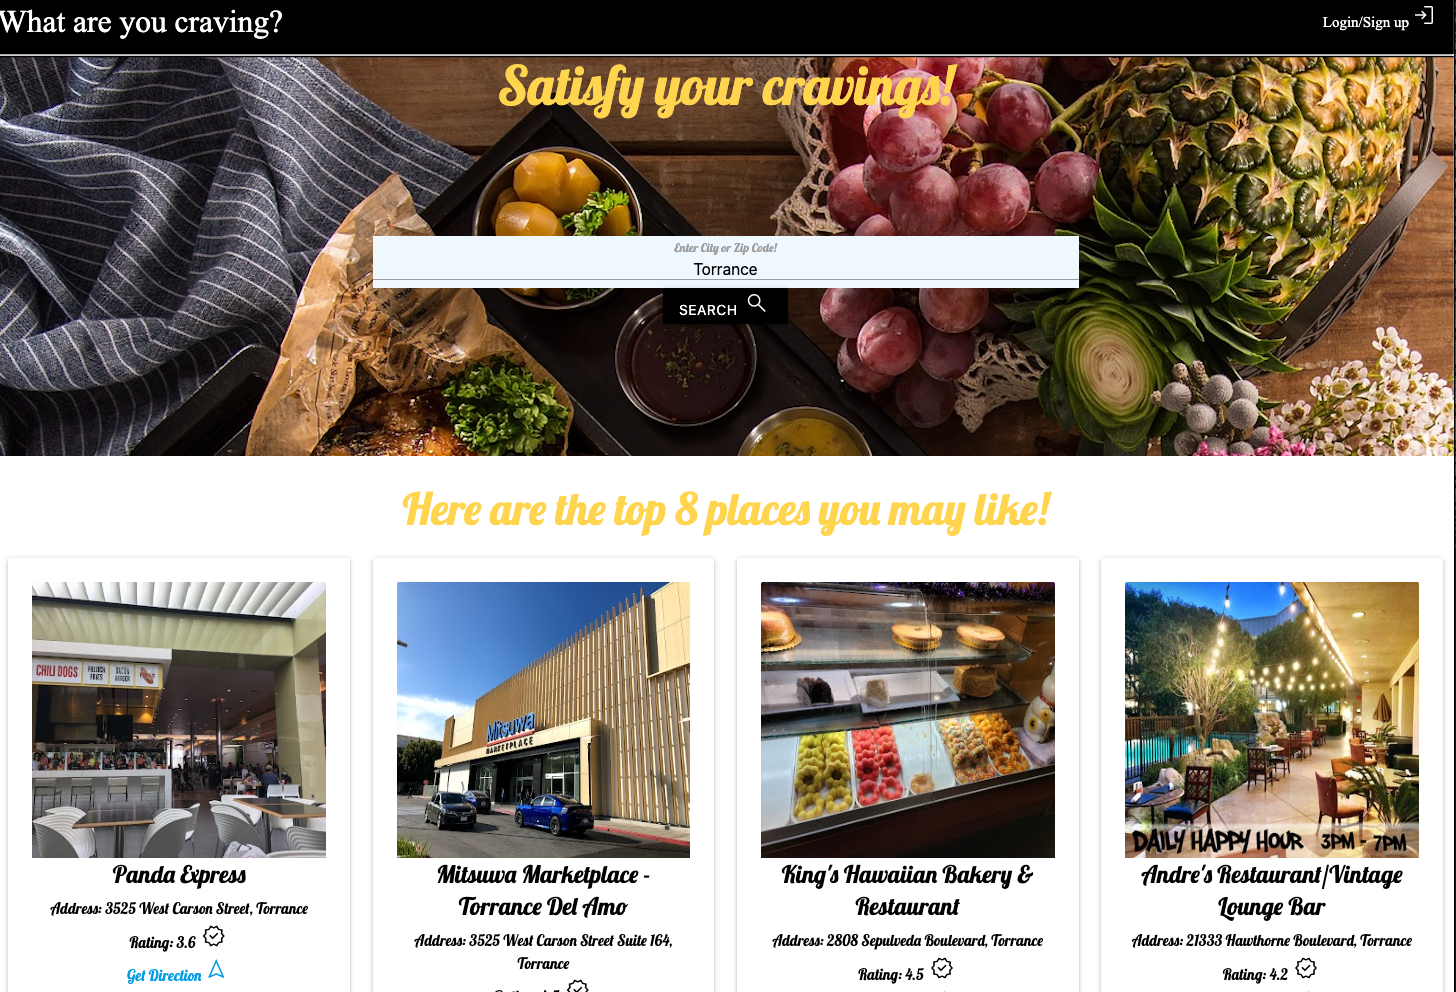 What are you craving?
Login/Sign up
Satisfy your cravings!
Enter City or Zip Code!
Torrance
SEARCH
Here are the top 8 places you may like!
CHILI DOGS
BACON
BURGER
Mitsuwa
MARKETPLACE
DAILY HAPPY HOUR 3PM - 7PM
Panda Express
Address: 3525 West Carson Street, Torrance
Rating: 3.6
Get Direction
Mitsuwa Marketplace -
Torrance Del Amo
Address: 3525 West Carson Street Suite 164,
Torrance
King's Hawaiian Bakery &
Restaurant
Address: 2808 Sepulveda Boulevard, Torrance
Rating: 4.5
Andre's Restaurant/Vintage
Lounge Bar
Address: 21333 Hawthorne Boulevard, Torrance
Rating: 4.2